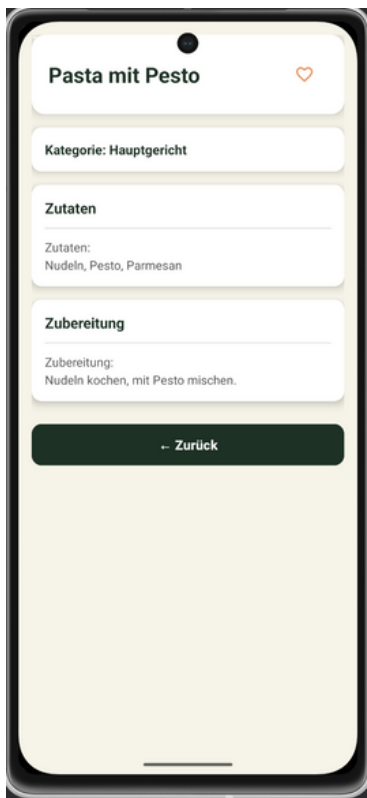 Pasta mit Pesto
Kategorie: Hauptgericht
Zutaten
Zutaten:
Nudeln, Pesto, Parmesan
Zubereitung
Zubereitung:
Nudeln kochen, mit Pesto mischen.
← Zurück